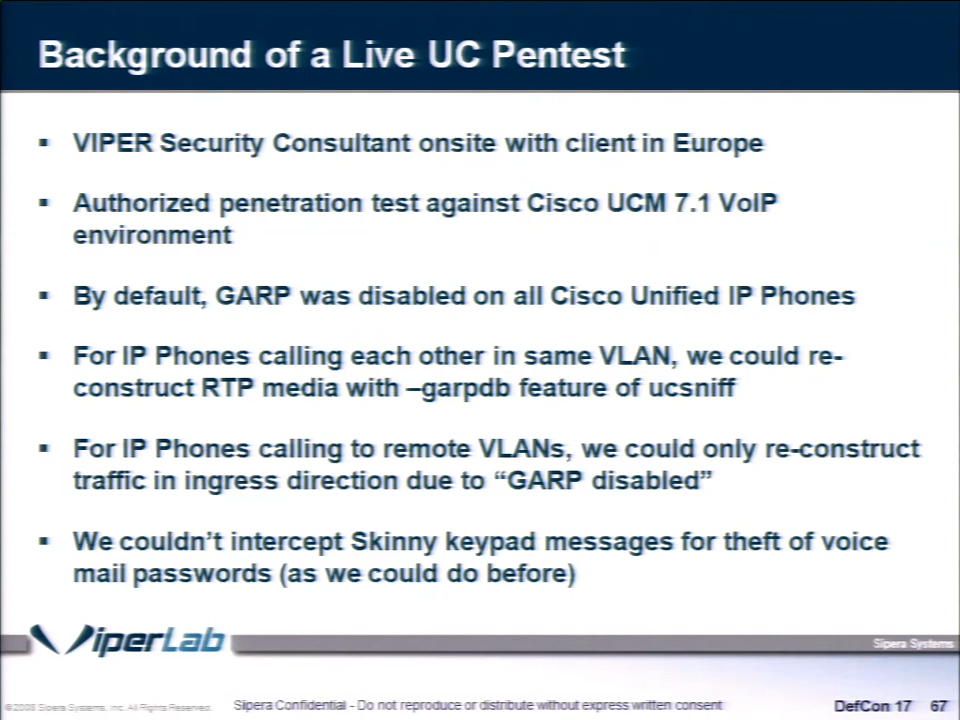 Background of a Live UC Pentest
▪ VIPER Security Consultant onsite with client in Europe
▪ Authorized penetration test against Cisco UCM 7.1 VoIP
environment
▪ By default, GARP was disabled on all Cisco Unified IP Phones
▪ For IP Phones calling each other in same VLAN, we could re-
construct RTP media with –garpdb feature of ucsniff
▪ For IP Phones calling to remote VLANs, we could only re-construct
traffic in ingress direction due to “GARP disabled”
▪ We couldn’t intercept Skinny keypad messages for theft of voice
mail passwords (as we could do before)
ViperLab
Sipera Systems
©2008 Sipera Systems, Inc. All Rights Reserved. Sipera Confidential - Do not reproduce or distribute without express written consent DefCon 17 67